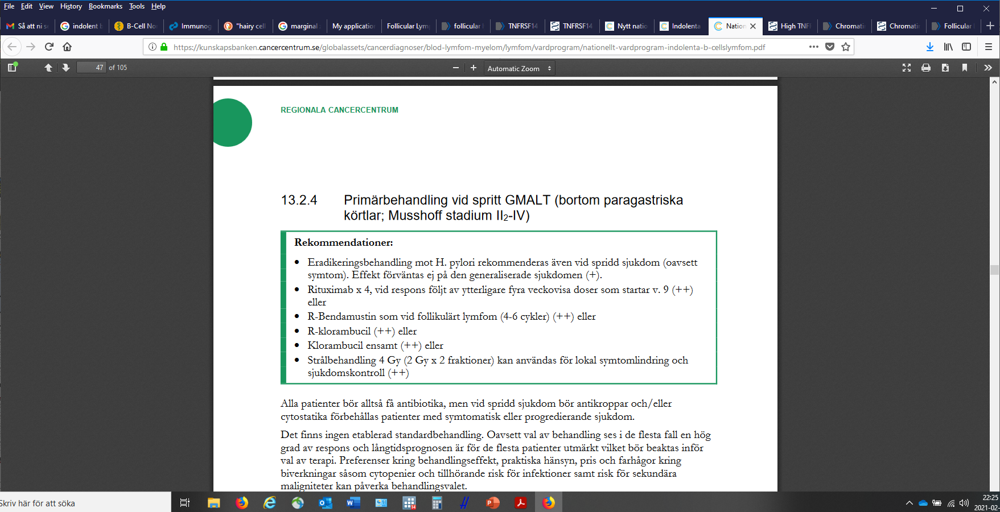 File Edit View History Bookmarks Tools Help
Så att ni se
indolent b
B-Cell No
Immunog
"hairy cell
marginal z
My application
Follicular Lym
follicular
TNFRSF14
TNFRSF14
Nytt natio
Indolenta
Nation
High TNF
Chromatin
Chromatin
Follicular
https://kunskapsbanken.cancercentrum.se/globalassets/cancerdiagnoser/blod-lymfom-myelom/lymfom/vardprogram/nationellt-vardprogram-indolenta-b-cellslymfom.pdf
47 of 105
Automatic Zoom
REGIONALA CANCERCENTRUM
13.2.4 Primärbehandling vid spritt GMALT (bortom paragastriska
körtlar; Musshoff stadium II2-IV)
Rekommendationer:
• Eradikeringsbehandling mot H. pylori rekommenderas även vid spridd sjukdom (oavsett
symtom). Effekt förväntas ej på den generaliserade sjukdomen (+).
• Rituximab x 4, vid respons följt av ytterligare fyra veckovisa doser som startar v. 9 (++)
eller
• R-Bendamustin som vid follikulärt lymfom (4-6 cykler) (++) eller
• R-klorambucil (++) eller
• Klorambucil ensamt (++) eller
• Strålbehandling 4 Gy (2 Gy x 2 fraktioner) kan användas för lokal symtomlindring och
sjukdomskontroll (++)
Alla patienter bör alltså få antibiotika, men vid spridd sjukdom bör antikroppar och/eller
cytostatika förbehållas patienter med symtomatisk eller progredierande sjukdom.
Det finns ingen etablerad standardbehandling. Oavsett val av behandling ses i de flesta fall en hög
grad av respons och långtidsprognosen är för de flesta patienter utmärkt vilket bör beaktas inför
val av terapi. Preferenser kring behandlingseffekt, praktiska hänsyn, pris och farhågor kring
biverkningar såsom cytopenier och tillhörande risk för infektioner samt risk för sekundära
maligniteter kan påverka behandlingsvalet.
Skriv här för att söka
14
22:25
2021-02-